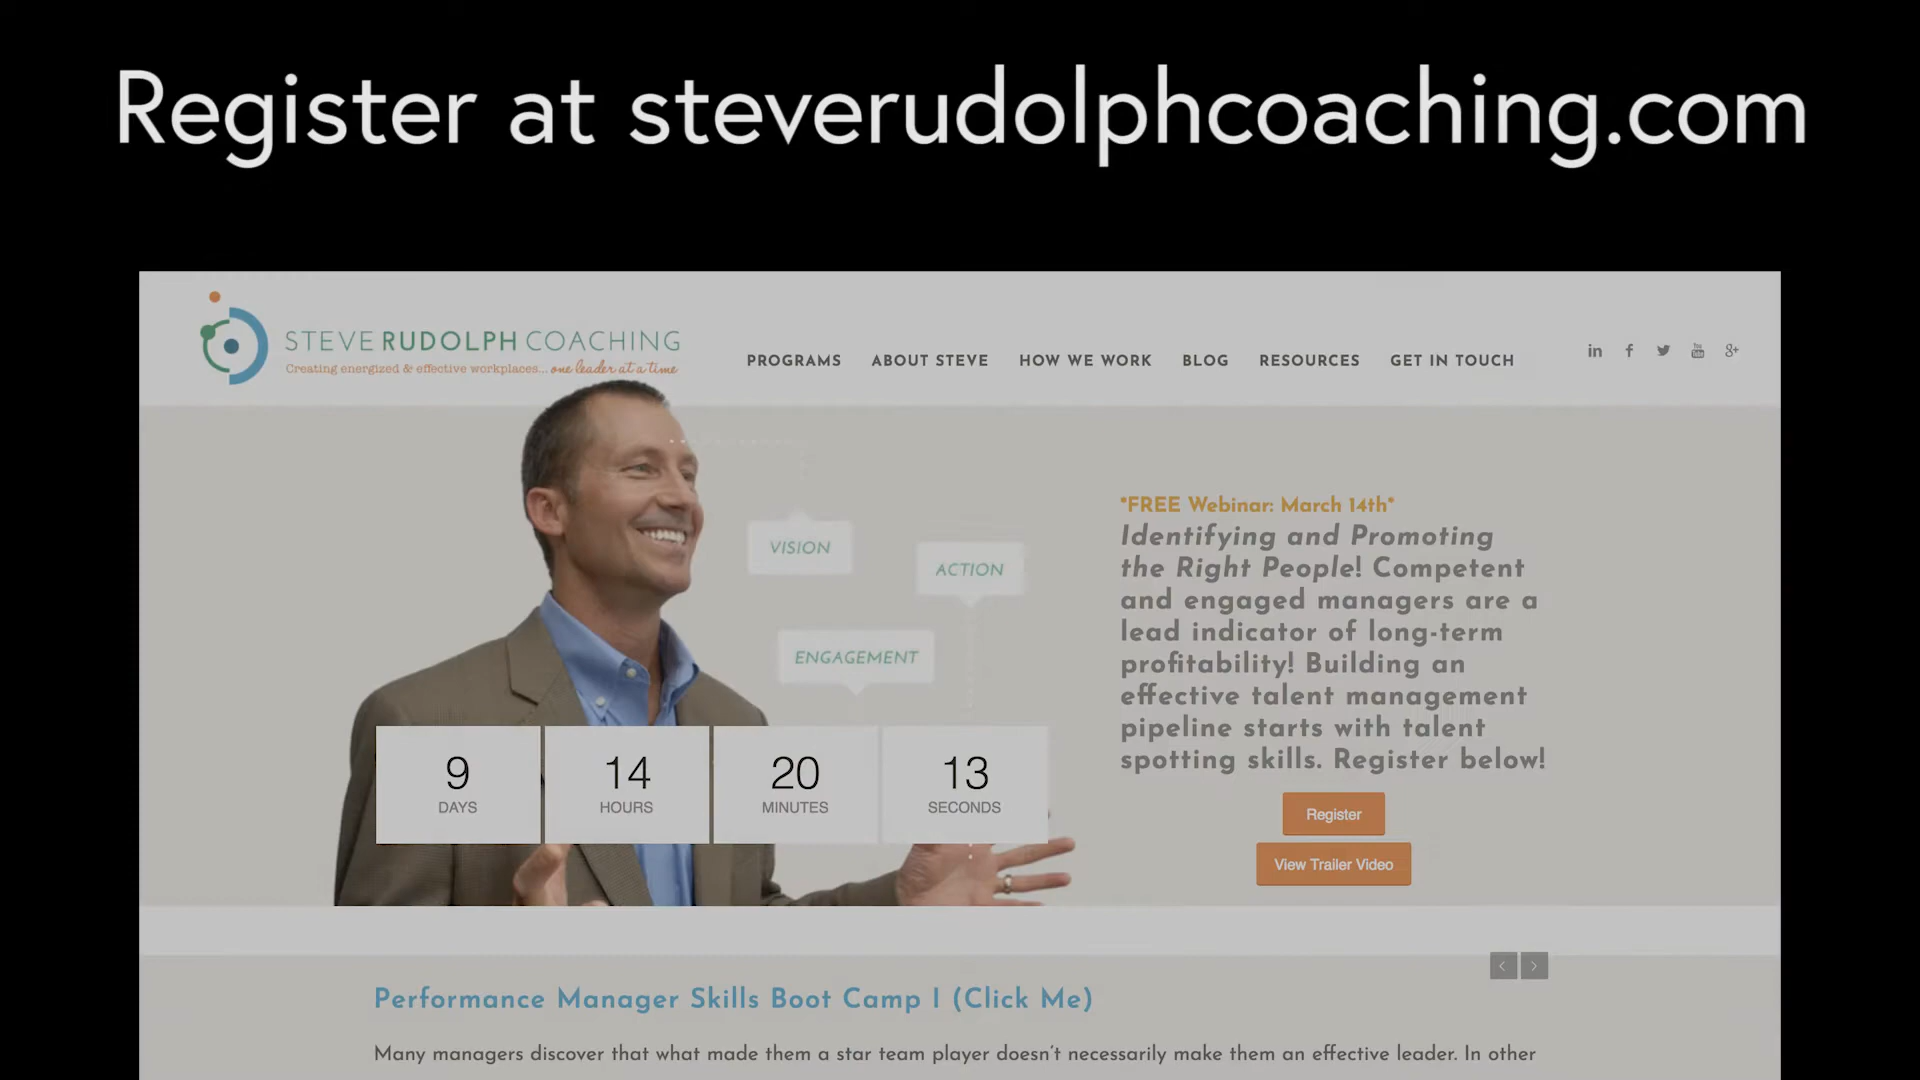 Register at steverudolphcoaching.com
STEVE RUDOLPH COACHING
Creating energized & effective workplaces... one leader at a time
PROGRAMS ABOUT STEVE HOW WE WORK BLOG RESOURCES GET IN TOUCH
*FREE Webinar: March 14th*
Identifying and Promoting
the Right People! Competent
and engaged managers are a
lead indicator of long-term
profitability! Building an
effective talent management
pipeline starts with talent
spotting skills. Register below!
VISION
ACTION
ENGAGEMENT
9 14 20 13
DAYS HOURS MINUTES SECONDS
Register
View Trailer Video
Performance Manager Skills Boot Camp I (Click Me)
Many managers discover that what made them a star team player doesn't necessarily make them an effective leader. In other